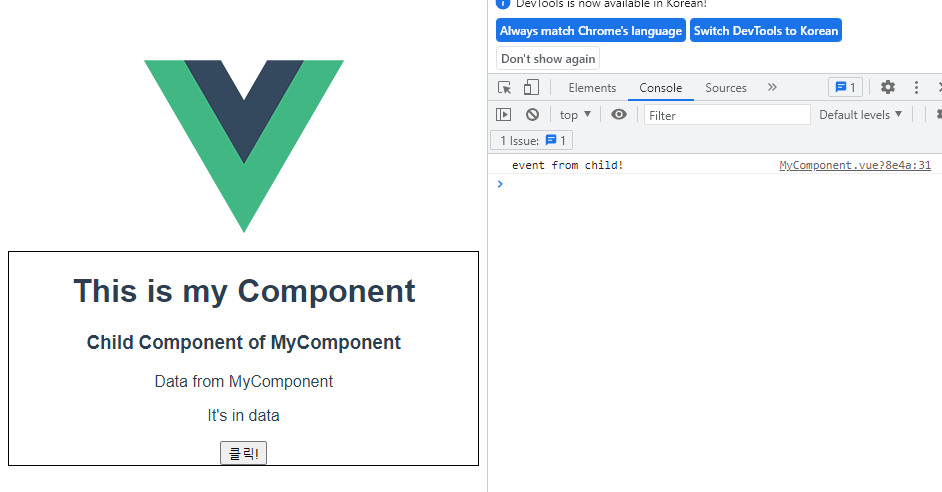 DevTools is now available in Korean!
Always match Chrome's language Switch DevTools to Korean
Don't show again
Elements Console Sources » 1
top ▼ Filter Default levels ▼
1 Issue: 1
event from child! MyComponent.vue?8e4a:31
>
This is my Component
Child Component of MyComponent
Data from MyComponent
It's in data
클릭!